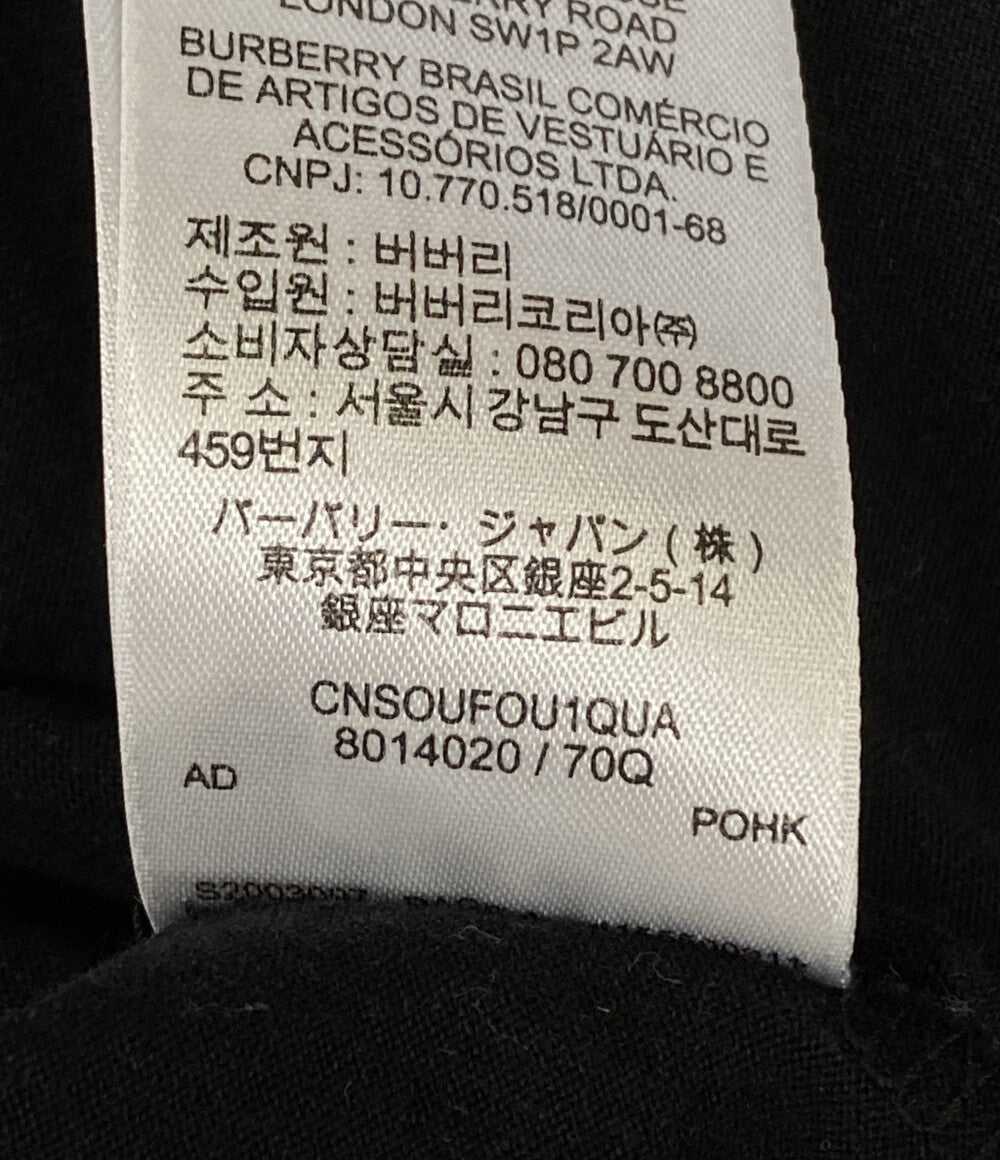 ROAD
LONDON SW1P 2AW
BURBERRY BRASIL COMÉRCIO
DE ARTIGOS DE VESTUÁRIO E
ACESSÓRIOS LTDA.
CNPJ: 10.770.518/0001-68
제조원 : 버버리
수입원 : 버버리코리아㈜
소비자상담실 : 080 700 8800
주 소 : 서울시 강남구 도산대로
459번지
バーバリー・ジャパン(株)
東京都中央区銀座2-5-14
銀座マロニエビル
CNSOUFOU1QUA
8014020 / 70Q
AD
POHK